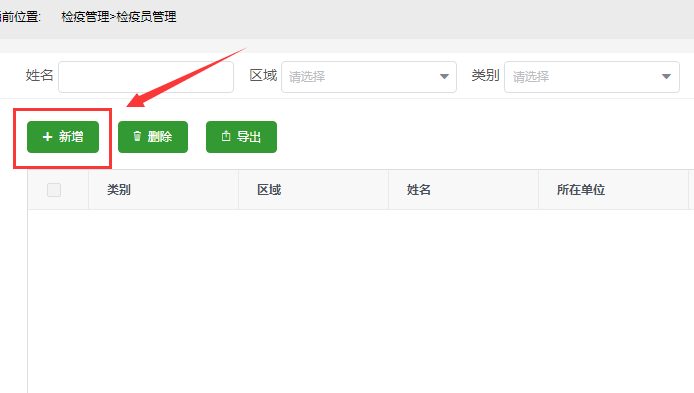 前位置: 检疫管理>检疫员管理
姓名 区域 请选择 类别 请选择
+ 新增 删除 导出
类别 区域 姓名 所在单位